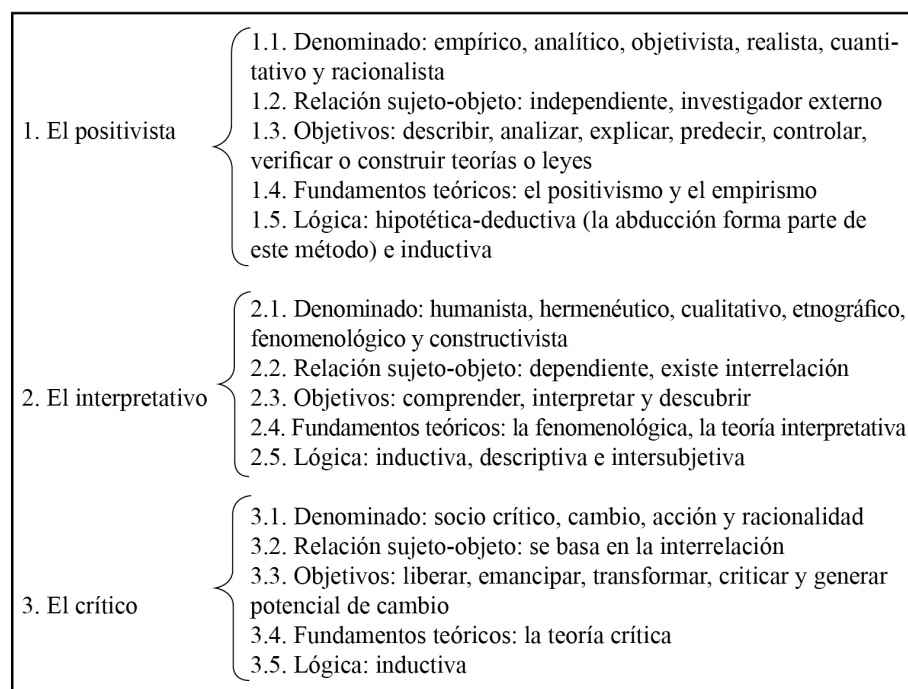 1. El positivista
1.1. Denominado: empírico, analítico, objetivista, realista, cuanti-
tativo y racionalista
1.2. Relación sujeto-objeto: independiente, investigador externo
1.3. Objetivos: describir, analizar, explicar, predecir, controlar,
verificar o construir teorías o leyes
1.4. Fundamentos teóricos: el positivismo y el empirismo
1.5. Lógica: hipotética-deductiva (la abducción forma parte de
este método) e inductiva
2. El interpretativo
2.1. Denominado: humanista, hermenéutico, cualitativo, etnográfico,
fenomenológico y constructivista
2.2. Relación sujeto-objeto: dependiente, existe interrelación
2.3. Objetivos: comprender, interpretar y descubrir
2.4. Fundamentos teóricos: la fenomenológica, la teoría interpretativa
2.5. Lógica: inductiva, descriptiva e intersubjetiva
3. El crítico
3.1. Denominado: socio crítico, cambio, acción y racionalidad
3.2. Relación sujeto-objeto: se basa en la interrelación
3.3. Objetivos: liberar, emancipar, transformar, criticar y generar
potencial de cambio
3.4. Fundamentos teóricos: la teoría crítica
3.5. Lógica: inductiva